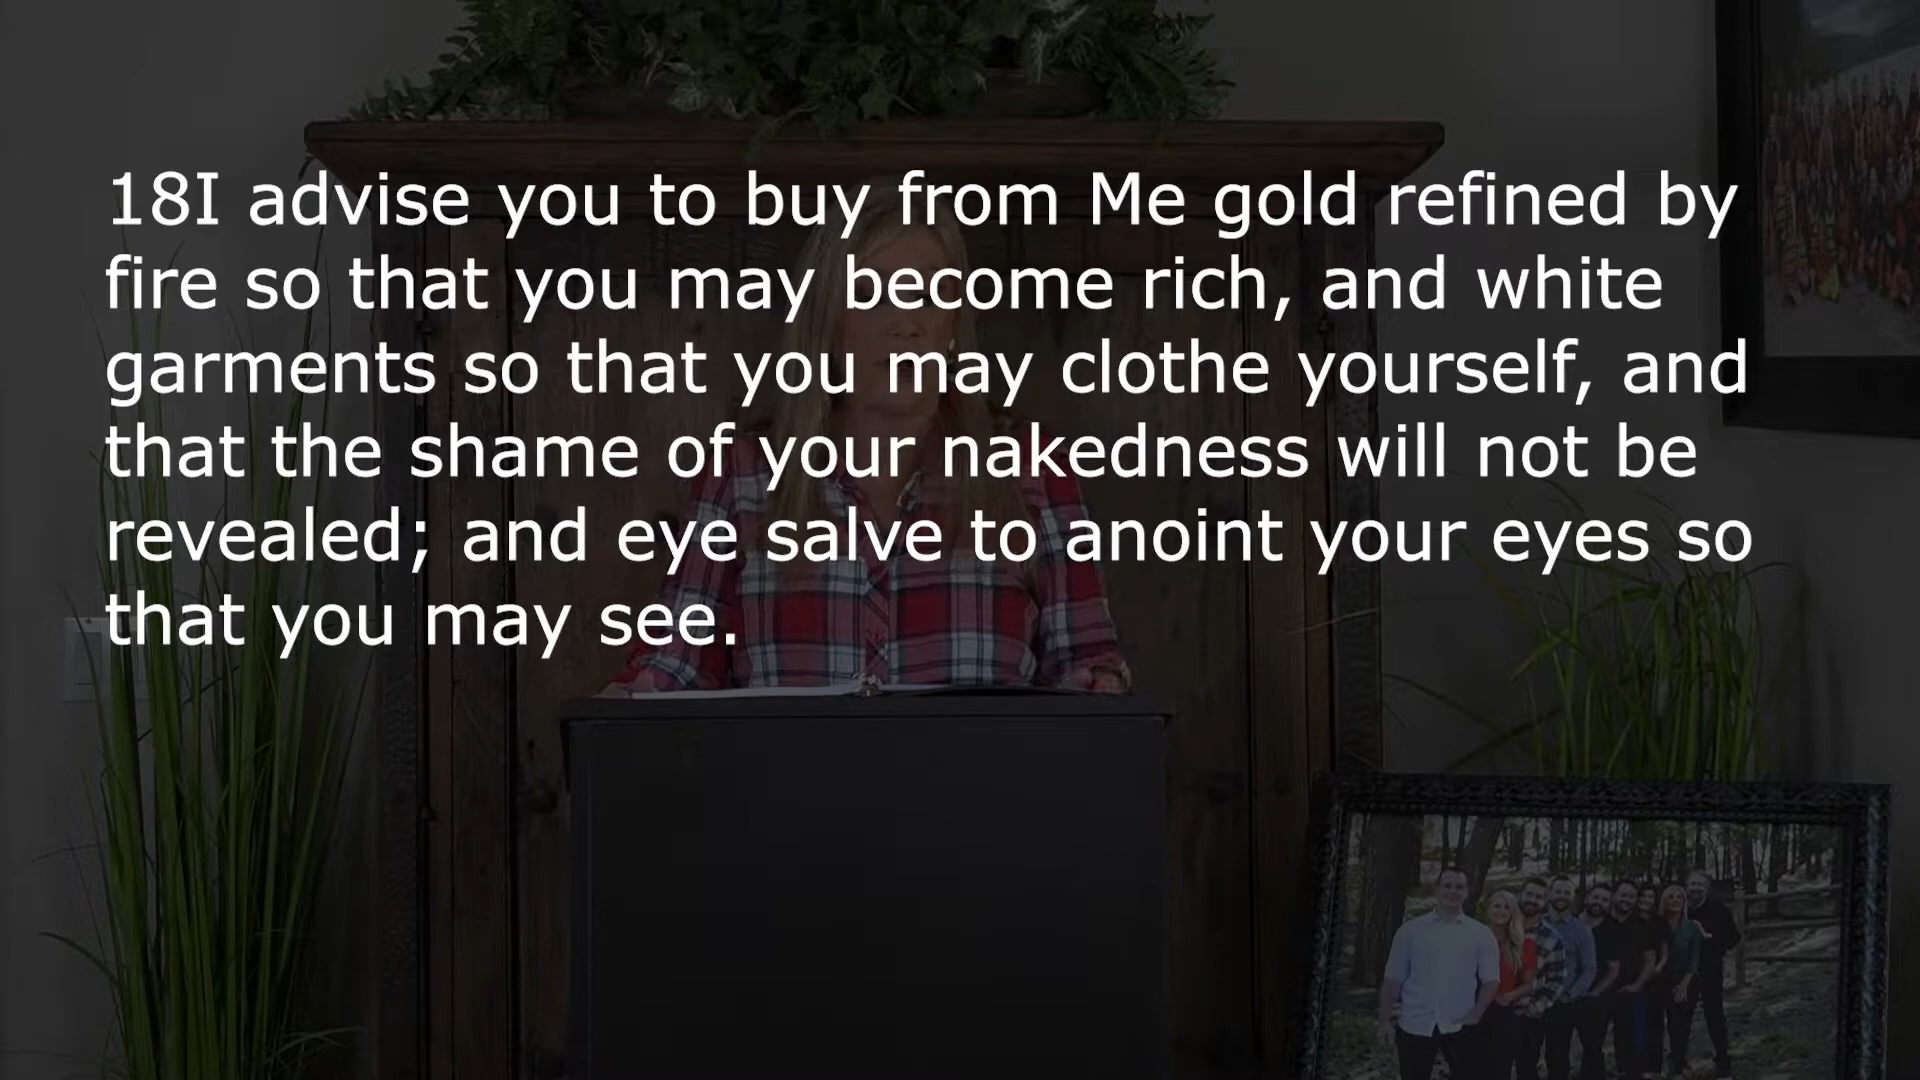 18I advise you to buy from Me gold refined by
fire so that you may become rich, and white
garments so that you may clothe yourself, and
that the shame of your nakedness will not be
revealed; and eye salve to anoint your eyes so
that you may see.